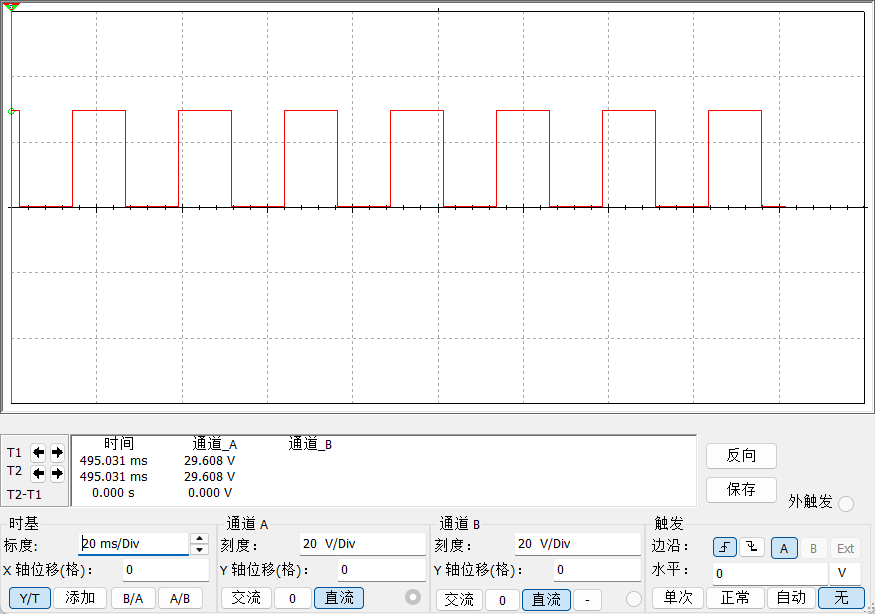 时间 通道_A 通道_B
T1 495.031 ms 29.608 V
T2 495.031 ms 29.608 V
T2-T1 0.000 s 0.000 V
反向
保存
外触发
时基
标度: 20 ms/Div
X 轴位移(格): 0
Y/T 添加 B/A A/B
通道 A
刻度: 20 V/Div
Y 轴位移(格): 0
交流 0 直流
通道 B
刻度: 20 V/Div
Y 轴位移(格): 0
交流 0 直流 -
触发
边沿: A B Ext
水平: 0 V
单次 正常 自动 无